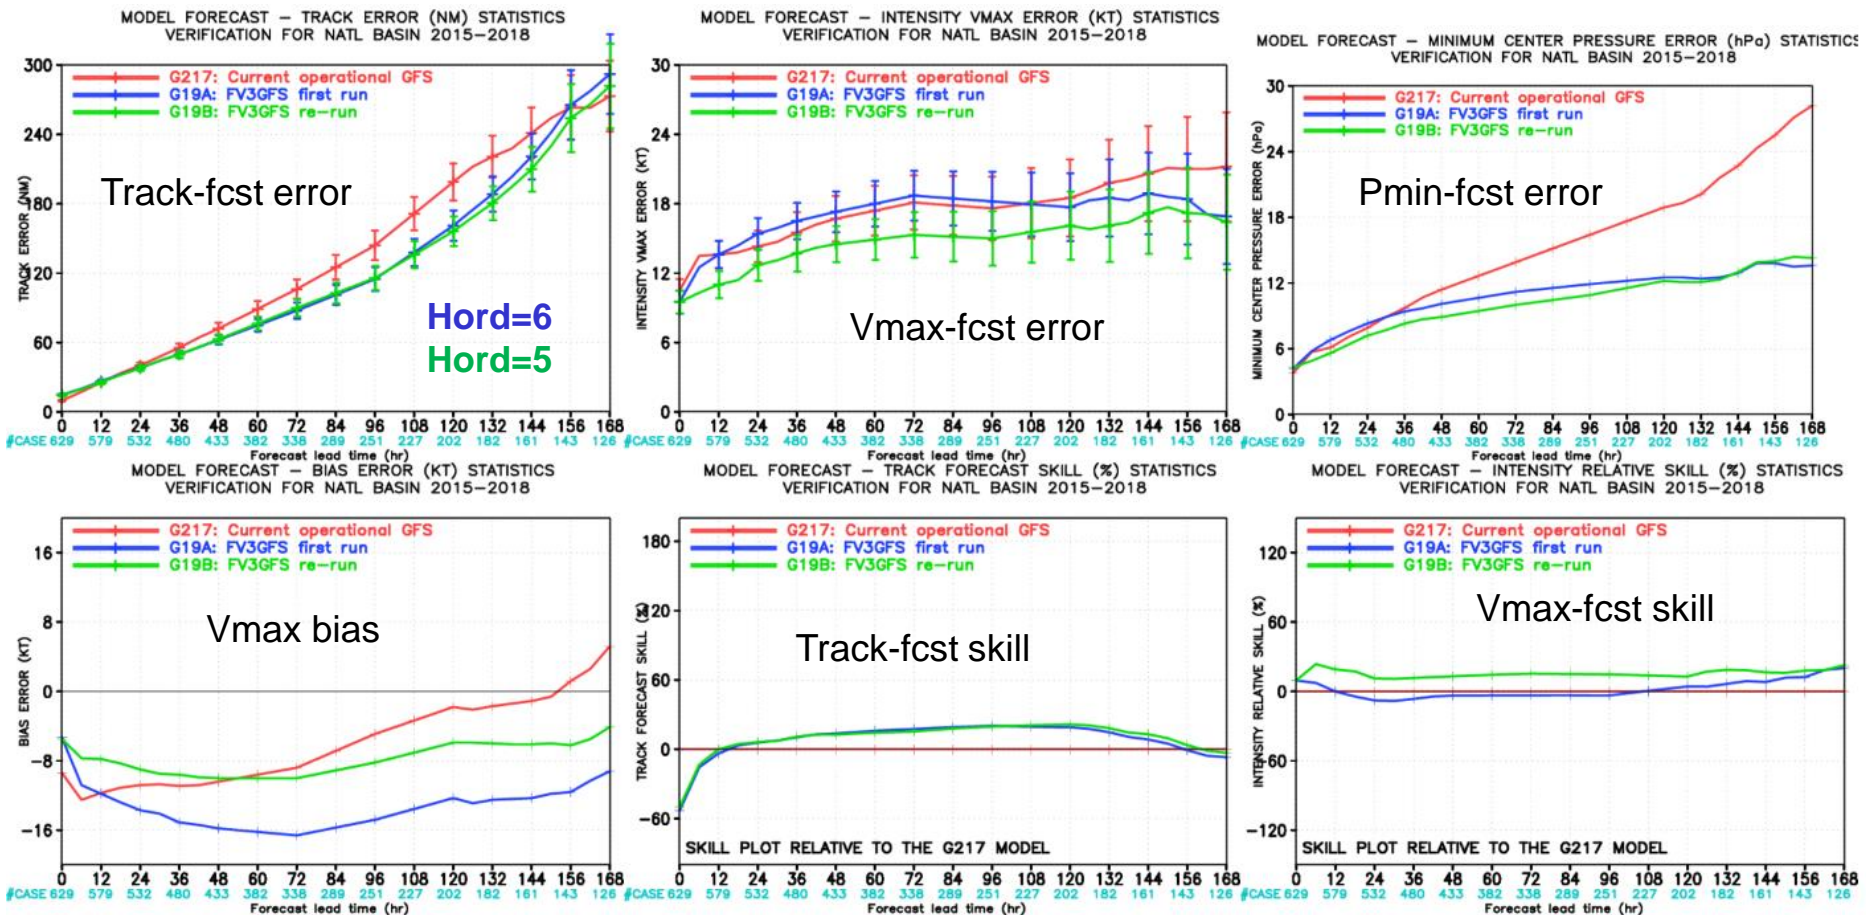 MODEL FORECAST – TRACK ERROR (NM) STATISTICS
VERIFICATION FOR NATL BASIN 2015–2018
G217: Current operational GFS
G19A: FV3GFS first run
G19B: FV3GFS re–run
Track-fcst error
Hord=6
Hord=5
TRACK ERROR (NM)
300
240
180
120
60
0
0 12 24 36 48 60 72 84 96 108 120 132 144 156 168
#CASE 629 579 532 480 433 382 338 289 251 227 202 182 161 143 126
Forecast lead time (hr)
MODEL FORECAST – INTENSITY VMAX ERROR (KT) STATISTICS
VERIFICATION FOR NATL BASIN 2015–2018
G217: Current operational GFS
G19A: FV3GFS first run
G19B: FV3GFS re–run
Vmax-fcst error
INTENSITY VMAX ERROR (KT)
30
24
18
12
6
0
0 12 24 36 48 60 72 84 96 108 120 132 144 156 168
#CASE 629 579 532 480 433 382 338 289 251 227 202 182 161 143 126
Forecast lead time (hr)
MODEL FORECAST – MINIMUM CENTER PRESSURE ERROR (hPa) STATISTICS
VERIFICATION FOR NATL BASIN 2015–2018
G217: Current operational GFS
G19A: FV3GFS first run
G19B: FV3GFS re–run
Pmin-fcst error
MINIMUM CENTER PRESSURE ERROR (hPa)
30
24
18
12
6
0
0 12 24 36 48 60 72 84 96 108 120 132 144 156 168
#CASE 629 579 532 480 433 382 338 289 251 227 202 182 161 143 126
Forecast lead time (hr)
MODEL FORECAST – BIAS ERROR (KT) STATISTICS
VERIFICATION FOR NATL BASIN 2015–2018
G217: Current operational GFS
G19A: FV3GFS first run
G19B: FV3GFS re–run
Vmax bias
BIAS ERROR (KT)
16
8
0
–8
–16
0 12 24 36 48 60 72 84 96 108 120 132 144 156 168
#CASE 629 579 532 480 433 382 338 289 251 227 202 182 161 143 126
Forecast lead time (hr)
MODEL FORECAST – TRACK FORECAST SKILL (%) STATISTICS
VERIFICATION FOR NATL BASIN 2015–2018
G217: Current operational GFS
G19A: FV3GFS first run
G19B: FV3GFS re–run
Track-fcst skill
TRACK FORECAST SKILL (%)
180
120
60
0
–60
SKILL PLOT RELATIVE TO THE G217 MODEL
0 12 24 36 48 60 72 84 96 108 120 132 144 156 168
#CASE 629 579 532 480 433 382 338 289 251 227 202 182 161 143 126
Forecast lead time (hr)
MODEL FORECAST – INTENSITY RELATIVE SKILL (%) STATISTICS
VERIFICATION FOR NATL BASIN 2015–2018
G217: Current operational GFS
G19A: FV3GFS first run
G19B: FV3GFS re–run
Vmax-fcst skill
INTENSITY RELATIVE SKILL (%)
120
60
0
–60
–120
SKILL PLOT RELATIVE TO THE G217 MODEL
0 12 24 36 48 60 72 84 96 108 120 132 144 156 168
#CASE 629 579 532 480 433 382 338 289 251 227 202 182 161 143 126
Forecast lead time (hr)